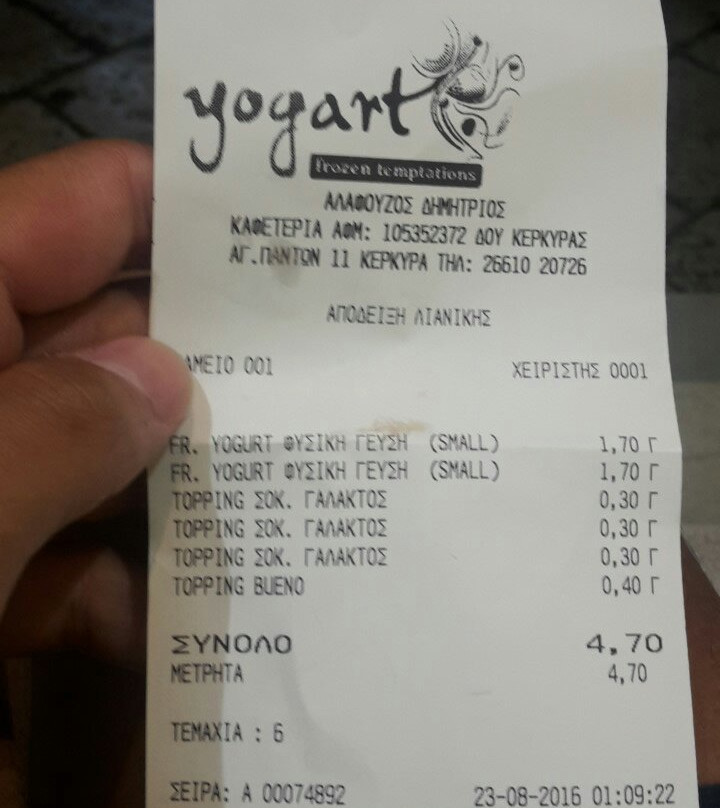 yogart
frozen temptations
ΑΛΑΦΟΥΖΟΣ ΔΗΜΗΤΡΙΟΣ
ΚΑΦΕΤΕΡΙΑ ΑΦΜ: 105352372 ΔΟΥ ΚΕΡΚΥΡΑΣ
ΑΓ.ΠΑΝΤΩΝ 11 ΚΕΡΚΥΡΑ ΤΗΛ: 26610 20726
ΑΠΟΔΕΙΞΗ ΛΙΑΝΙΚΗΣ
ΑΜΕΙΟ 001 ΧΕΙΡΙΣΤΗΣ 0001
FR. YOGURT ΦΥΣΙΚΗ ΓΕΥΣΗ (SMALL) 1,70 Γ
FR. YOGURT ΦΥΣΙΚΗ ΓΕΥΣΗ (SMALL) 1,70 Γ
TOPPING ΣΟΚ. ΓΑΛΑΚΤΟΣ 0,30 Γ
TOPPING ΣΟΚ. ΓΑΛΑΚΤΟΣ 0,30 Γ
TOPPING ΣΟΚ. ΓΑΛΑΚΤΟΣ 0,30 Γ
TOPPING BUENO 0,40 Γ
ΣΥΝΟΛΟ 4,70
ΜΕΤΡΗΤΑ 4,70
ΤΕΜΑΧΙΑ : 6
ΣΕΙΡΑ: Α 00074892 23-08-2016 01:09:22